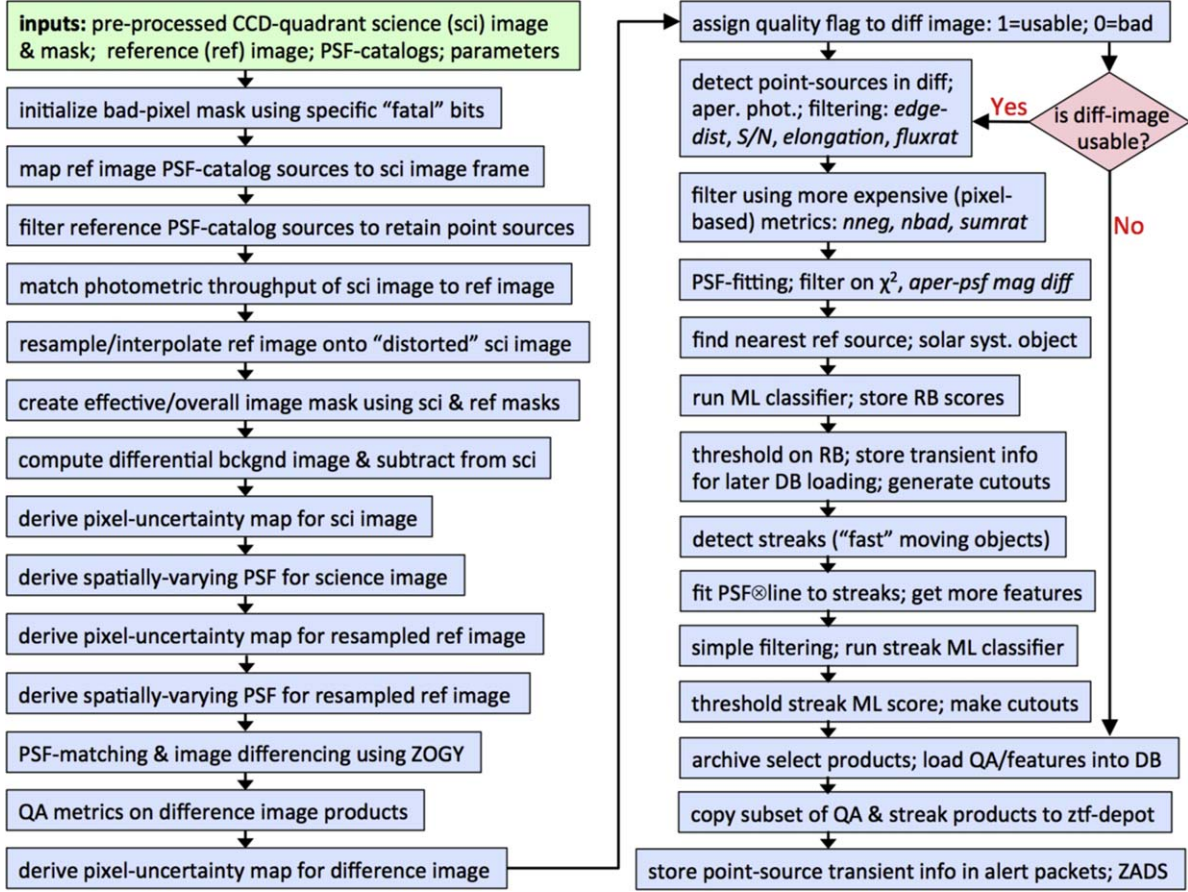 inputs: pre-processed CCD-quadrant science (sci) image
& mask; reference (ref) image; PSF-catalogs; parameters
initialize bad-pixel mask using specific “fatal” bits
map ref image PSF-catalog sources to sci image frame
filter reference PSF-catalog sources to retain point sources
match photometric throughput of sci image to ref image
resample/interpolate ref image onto “distorted” sci image
create effective/overall image mask using sci & ref masks
compute differential bckgnd image & subtract from sci
derive pixel-uncertainty map for sci image
derive spatially-varying PSF for science image
derive pixel-uncertainty map for resampled ref image
derive spatially-varying PSF for resampled ref image
PSF-matching & image differencing using ZOGY
QA metrics on difference image products
derive pixel-uncertainty map for difference image
assign quality flag to diff image: 1=usable; 0=bad
is diff-image
usable?
Yes
No
detect point-sources in diff;
aper. phot.; filtering: edge-
dist, S/N, elongation, fluxrat
filter using more expensive (pixel-
based) metrics: nneg, nbad, sumrat
PSF-fitting; filter on χ², aper-psf mag diff
find nearest ref source; solar syst. object
run ML classifier; store RB scores
threshold on RB; store transient info
for later DB loading; generate cutouts
detect streaks (“fast” moving objects)
fit PSF⊗line to streaks; get more features
simple filtering; run streak ML classifier
threshold streak ML score; make cutouts
archive select products; load QA/features into DB
copy subset of QA & streak products to ztf-depot
store point-source transient info in alert packets; ZADS